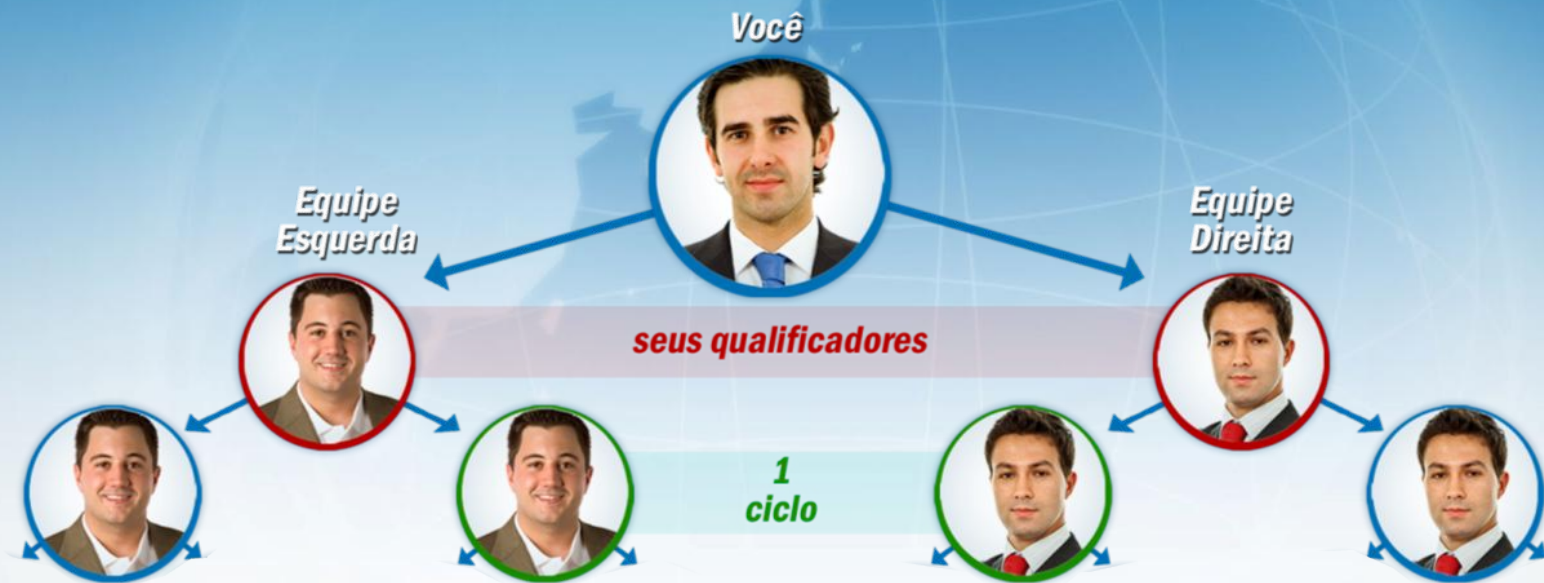 Você
Equipe
Esquerda
Equipe
Direita
seus qualificadores
1
ciclo